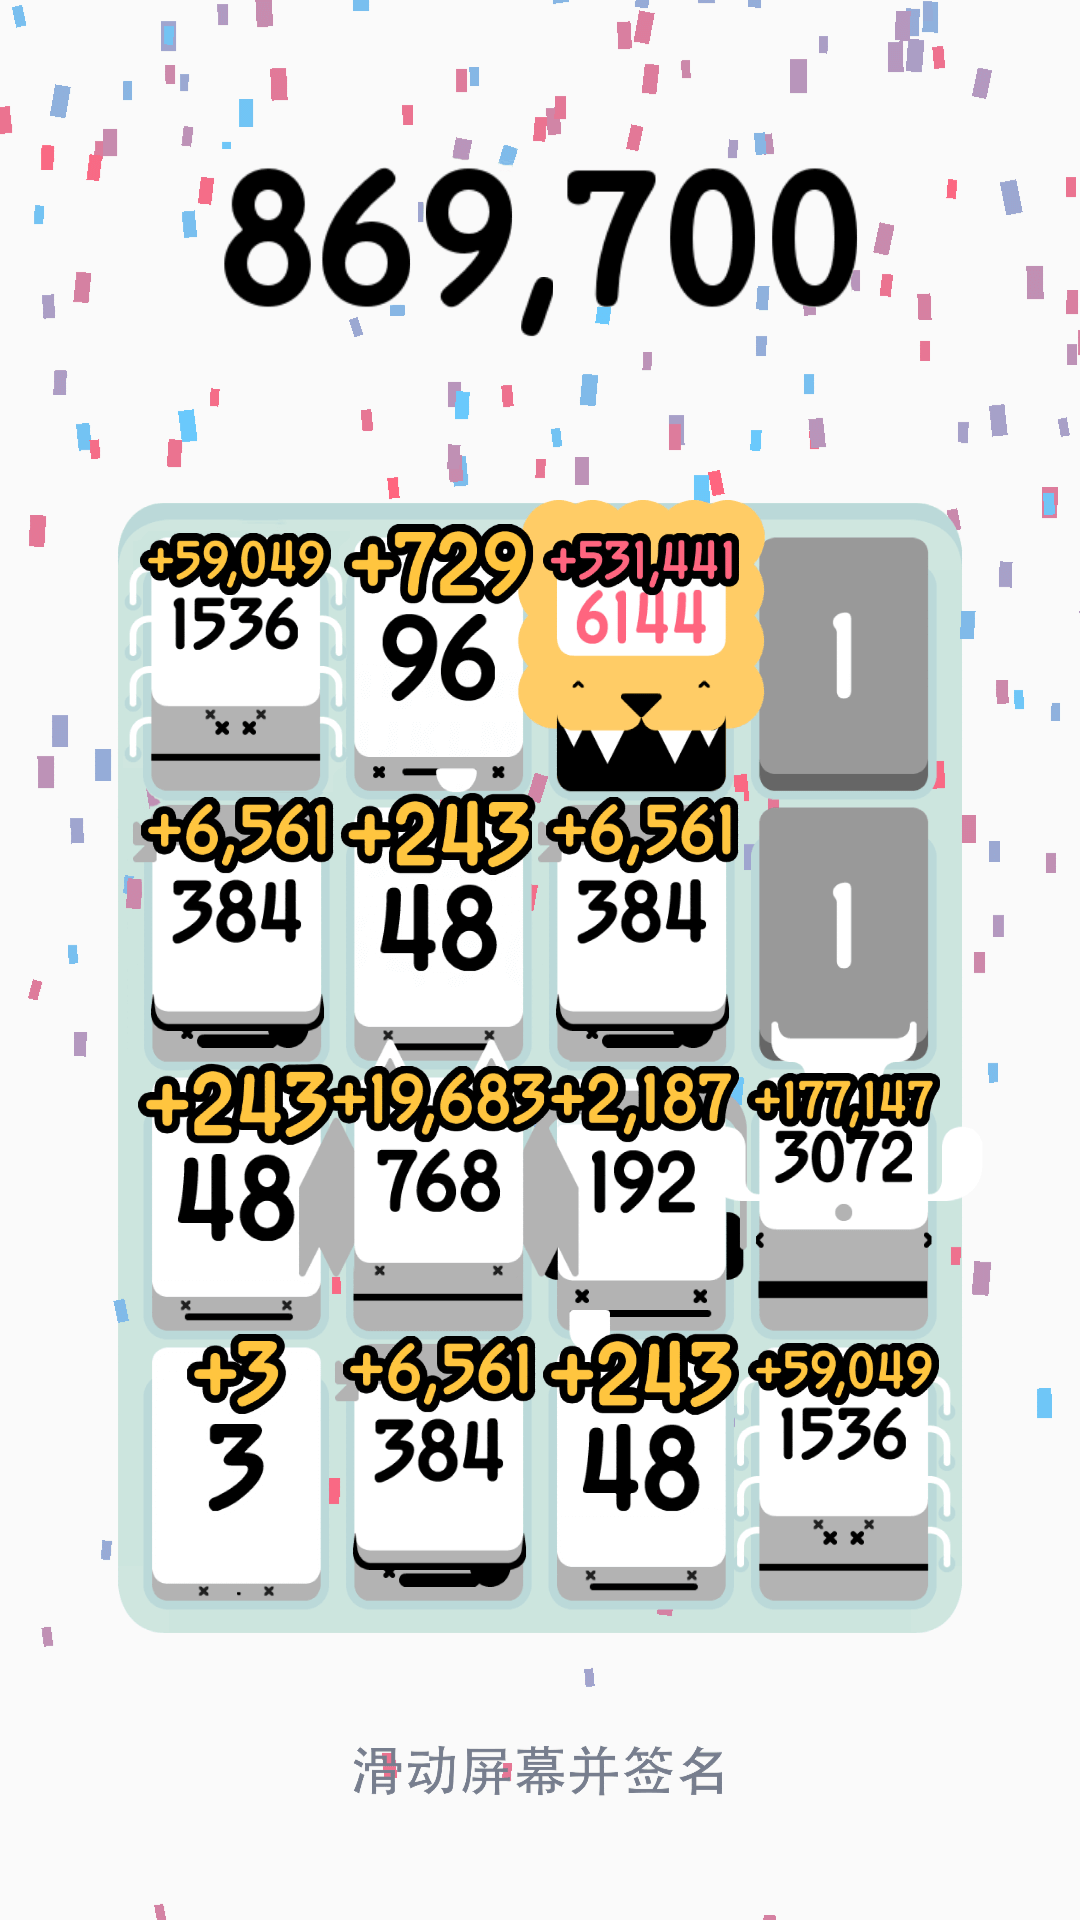 869,700
+59,049 +729 +531,441
1536 96 6144 1
+6,561 +243 +6,561
384 48 384 1
+243 +19,683 +2,187 +177,147
48 768 192 3072
+3 +6,561 +243 +59,049
3 384 48 1536
滑动屏幕并签名